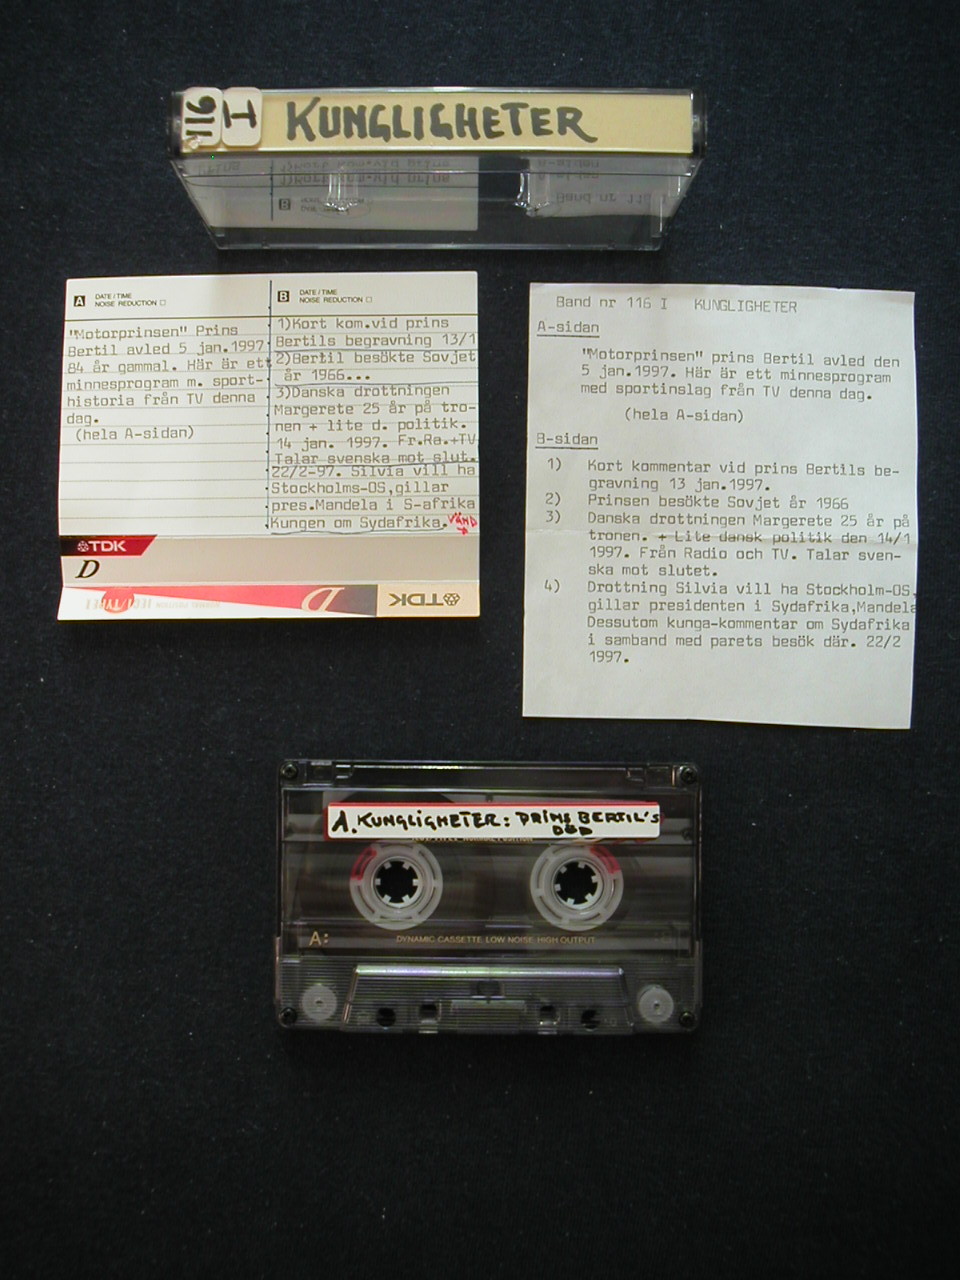 116
I
KUNGLIGHETER
A DATE/TIME
NOISE REDUCTION
"Motorprinsen" Prins
Bertil avled 5 jan.1997
84 år gammal. Här är ett
minnesprogram m. sport-
historia från TV denna
dag.
(hela A-sidan)
B DATE/TIME
NOISE REDUCTION
1)Kort kom.vid prins
Bertils begravning 13/1
2)Bertil besökte Sovjet
år 1966...
3)Danska drottningen
Margerete 25 år på tro-
nen + lite d. politik.
14 jan. 1997. Fr.Ra.+TV
Talar svenska mot slut.
22/2-97. Silvia vill ha
Stockholms-OS,gillar
pres.Mandela i S-afrika
Kungen om Sydafrika.
VÄND
TDK
D
D
TDK
Band nr 116 I KUNGLIGHETER
A-sidan
"Motorprinsen" prins Bertil avled den
5 jan.1997. Här är ett minnesprogram
med sportinslag från TV denna dag.
(hela A-sidan)
B-sidan
1) Kort kommentar vid prins Bertils be-
gravning 13 jan.1997.
2) Prinsen besökte Sovjet år 1966
3) Danska drottningen Margerete 25 år på
tronen. + Lite dansk politik den 14/1
1997. Från Radio och TV. Talar sven-
ska mot slutet.
4) Drottning Silvia vill ha Stockholm-OS,
gillar presidenten i Sydafrika,Mandela
Dessutom kunga-kommentar om Sydafrika
i samband med parets besök där. 22/2
1997.
A. KUNGLIGHETER: PRINS BERTIL'S
DÖD
A:
DYNAMIC CASSETTE LOW NOISE HIGH OUTPUT